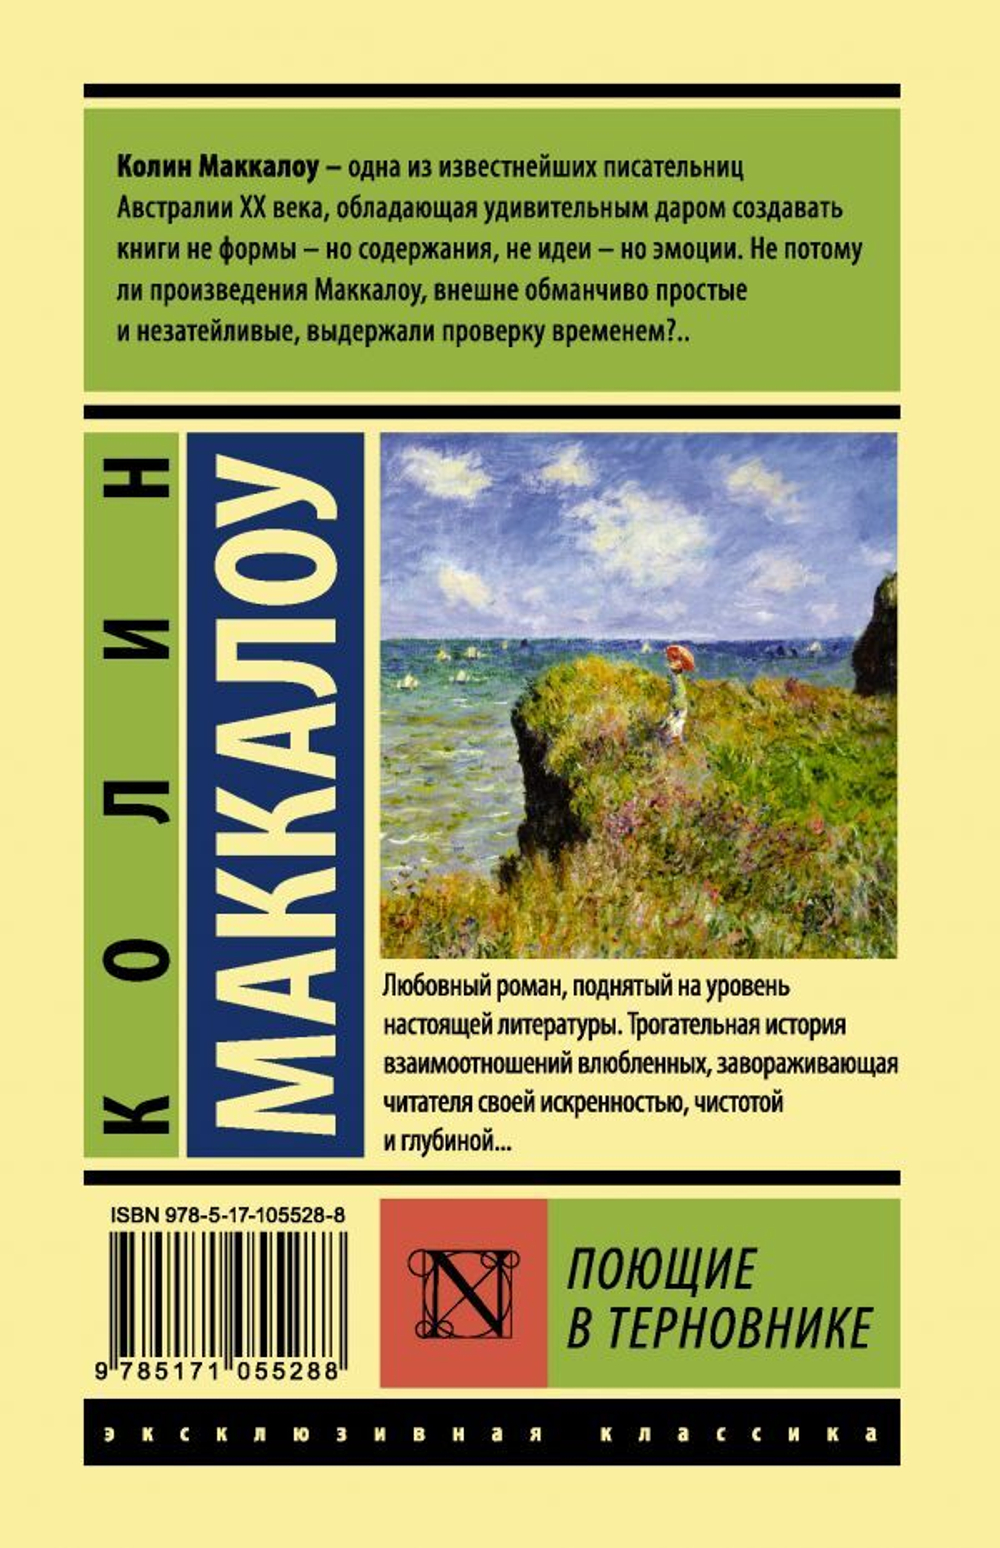 Колин Маккалоу – одна из известнейших писательниц
Австралии XX века, обладающая удивительным даром создавать
книги не формы – но содержания, не идеи – но эмоции. Не потому
ли произведения Маккалоу, внешне обманчиво простые
и незатейливые, выдержали проверку временем?..
КОЛИН
МАККАЛОУ
Любовный роман, поднятый на уровень
настоящей литературы. Трогательная история
взаимоотношений влюбленных, завораживающая
читателя своей искренностью, чистотой
и глубиной...
ISBN 978-5-17-105528-8
9 785171 055288
N
ПОЮЩИЕ
В ТЕРНОВНИКЕ
эксклюзивная классика